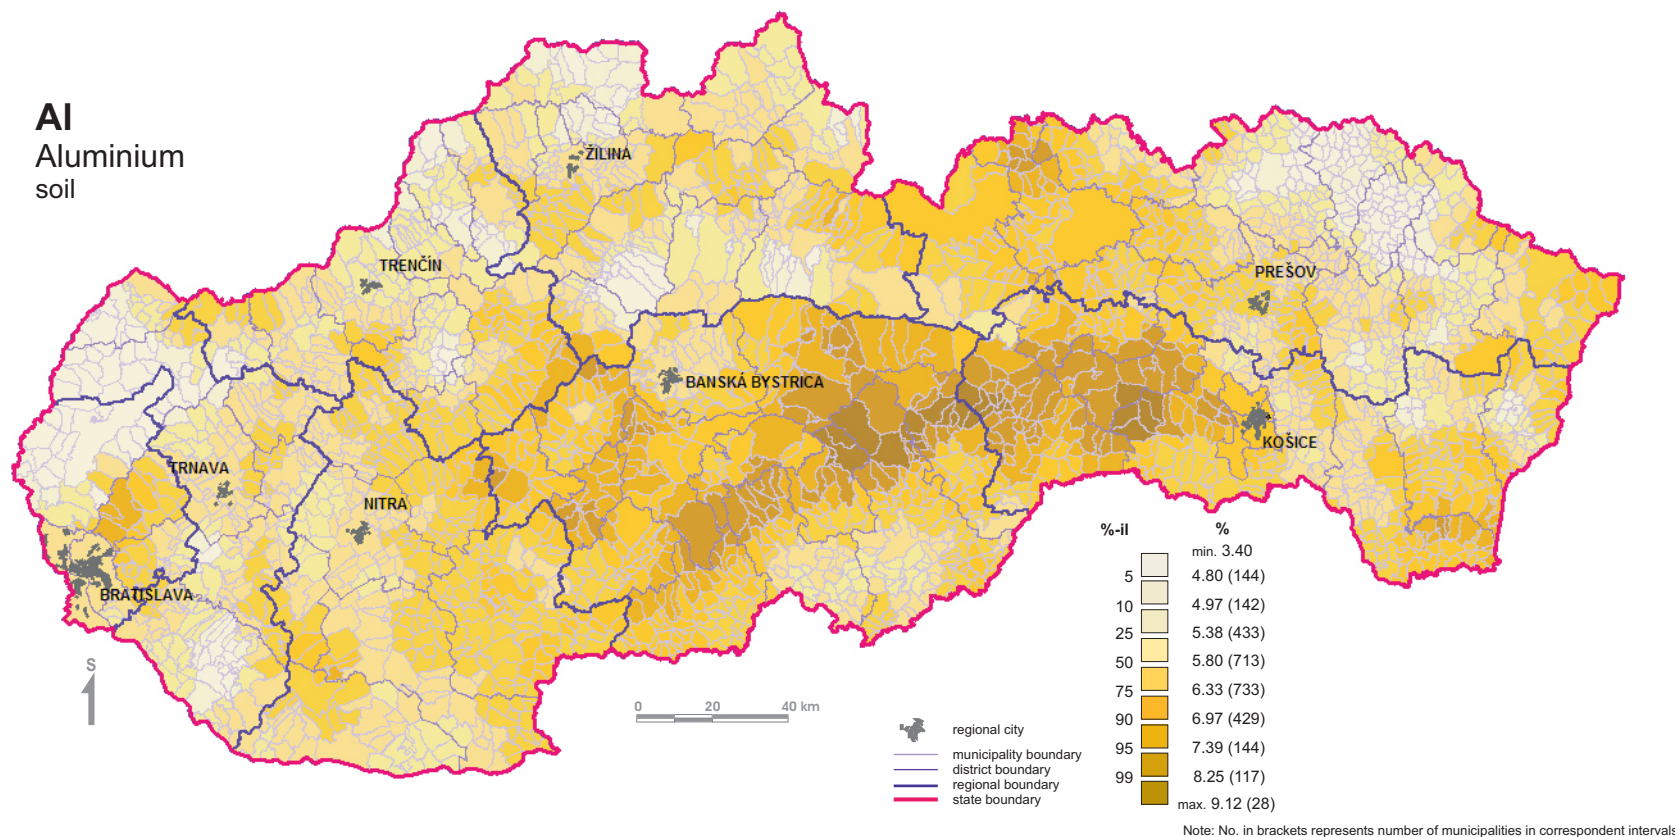 Al
Aluminium
soil
ŽILINA
TRENČÍN
PREŠOV
BANSKÁ BYSTRICA
KOŠICE
TRNAVA
NITRA
BRATISLAVA
S
0 20 40 km
regional city
municipality boundary
district boundary
regional boundary
state boundary
%-il %
min. 3.40
5 4.80 (144)
10 4.97 (142)
25 5.38 (433)
50 5.80 (713)
75 6.33 (733)
90 6.97 (429)
95 7.39 (144)
99 8.25 (117)
max. 9.12 (28)
Note: No. in brackets represents number of municipalities in correspondent intervals